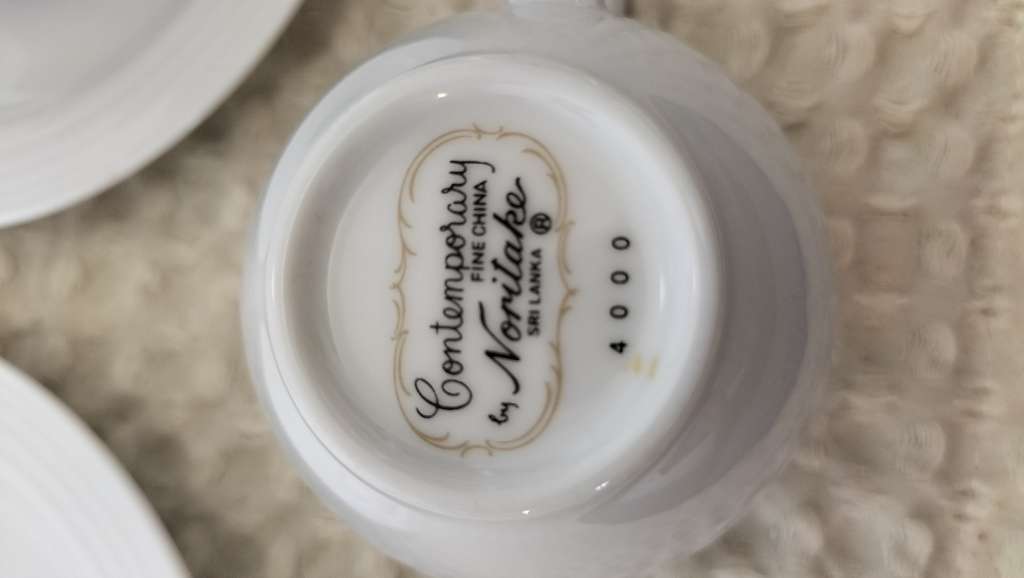 Contemporary
FINE CHINA
by Noritake ®
SRI LANKA
4000